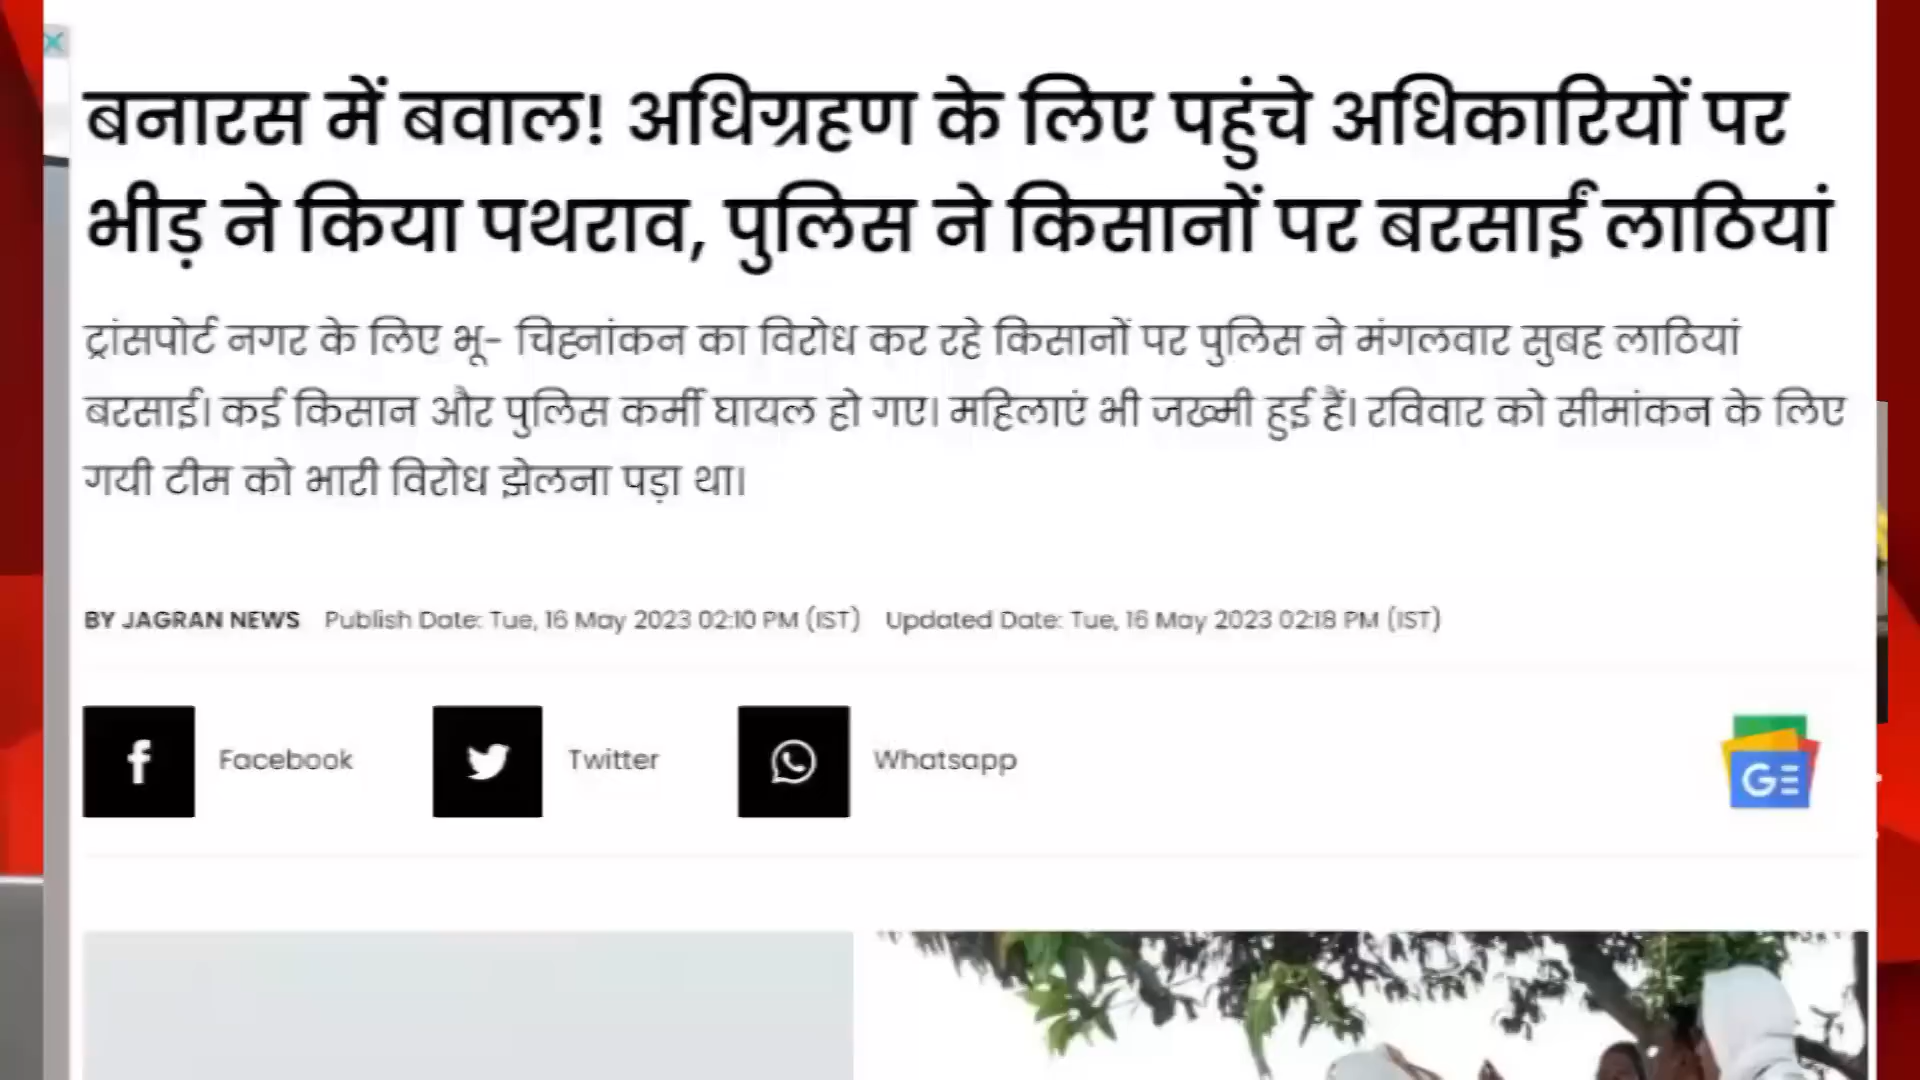 बनारस में बवाल! अधिग्रहण के लिए पहुंचे अधिकारियों पर
भीड़ ने किया पथराव, पुलिस ने किसानों पर बरसाईं लाठियां
ट्रांसपोर्ट नगर के लिए भू- चिह्नांकन का विरोध कर रहे किसानों पर पुलिस ने मंगलवार सुबह लाठियां
बरसाई। कई किसान और पुलिस कर्मी घायल हो गए। महिलाएं भी जख्मी हुई हैं। रविवार को सीमांकन के लिए
गयी टीम को भारी विरोध झेलना पड़ा था।
BY JAGRAN NEWS Publish Date: Tue, 16 May 2023 02:10 PM (IST) Updated Date: Tue, 16 May 2023 02:18 PM (IST)
Facebook Twitter Whatsapp